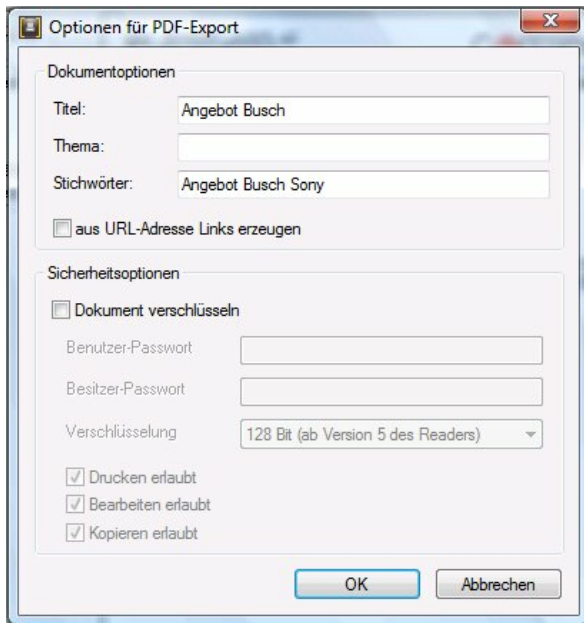 Optionen für PDF-Export
Dokumentoptionen
Titel: Angebot Busch
Thema:
Stichwörter: Angebot Busch Sony
aus URL-Adresse Links erzeugen
Sicherheitsoptionen
Dokument verschlüsseln
Benutzer-Passwort
Besitzer-Passwort
Verschlüsselung 128 Bit (ab Version 5 des Readers)
Drucken erlaubt
Bearbeiten erlaubt
Kopieren erlaubt
OK Abbrechen